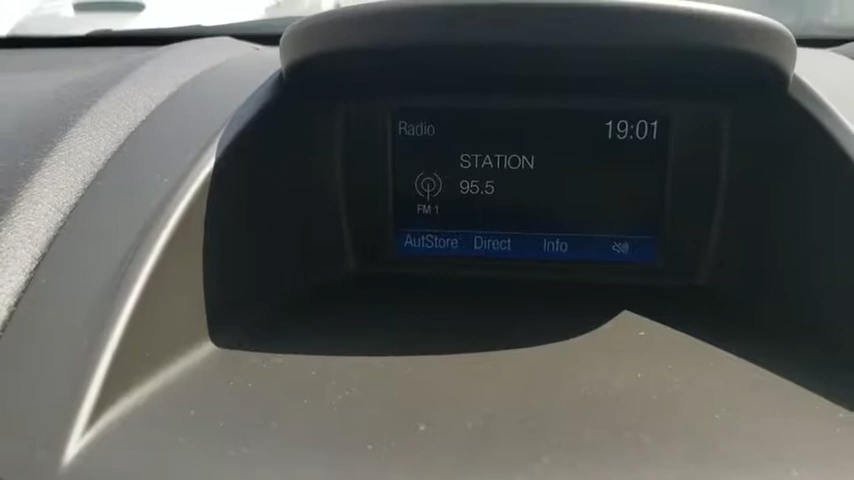 Radio 19:01
STATION
95.5
FM 1
AutStore Direct Info